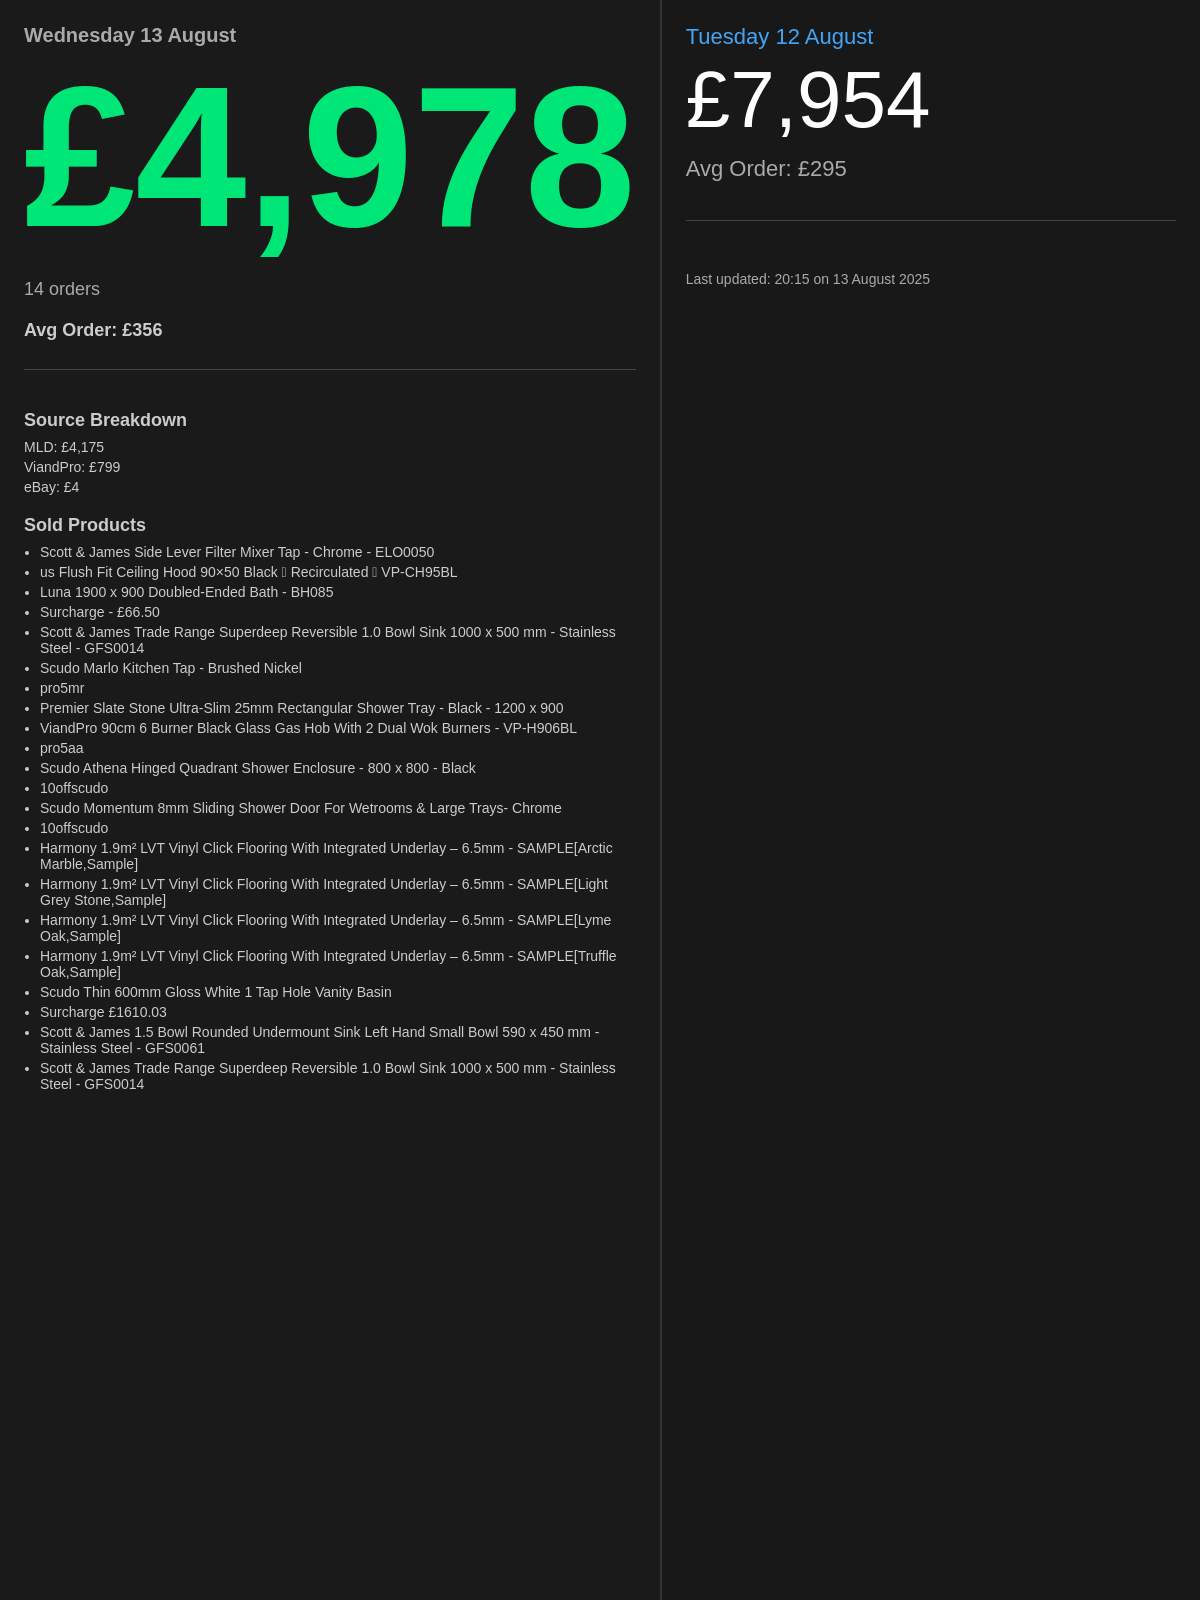 Wednesday 13 August
£4,978
14 orders
Avg Order: £356
Source Breakdown
MLD: £4,175
ViandPro: £799
eBay: £4
Sold Products
• Scott & James Side Lever Filter Mixer Tap - Chrome - ELO0050
• us Flush Fit Ceiling Hood 90×50 Black  Recirculated  VP-CH95BL
• Luna 1900 x 900 Doubled-Ended Bath - BH085
• Surcharge - £66.50
• Scott & James Trade Range Superdeep Reversible 1.0 Bowl Sink 1000 x 500 mm - Stainless
Steel - GFS0014
• Scudo Marlo Kitchen Tap - Brushed Nickel
• pro5mr
• Premier Slate Stone Ultra-Slim 25mm Rectangular Shower Tray - Black - 1200 x 900
• ViandPro 90cm 6 Burner Black Glass Gas Hob With 2 Dual Wok Burners - VP-H906BL
• pro5aa
• Scudo Athena Hinged Quadrant Shower Enclosure - 800 x 800 - Black
• 10offscudo
• Scudo Momentum 8mm Sliding Shower Door For Wetrooms & Large Trays- Chrome
• 10offscudo
• Harmony 1.9m² LVT Vinyl Click Flooring With Integrated Underlay – 6.5mm - SAMPLE[Arctic
Marble,Sample]
• Harmony 1.9m² LVT Vinyl Click Flooring With Integrated Underlay – 6.5mm - SAMPLE[Light
Grey Stone,Sample]
• Harmony 1.9m² LVT Vinyl Click Flooring With Integrated Underlay – 6.5mm - SAMPLE[Lyme
Oak,Sample]
• Harmony 1.9m² LVT Vinyl Click Flooring With Integrated Underlay – 6.5mm - SAMPLE[Truffle
Oak,Sample]
• Scudo Thin 600mm Gloss White 1 Tap Hole Vanity Basin
• Surcharge £1610.03
• Scott & James 1.5 Bowl Rounded Undermount Sink Left Hand Small Bowl 590 x 450 mm -
Stainless Steel - GFS0061
• Scott & James Trade Range Superdeep Reversible 1.0 Bowl Sink 1000 x 500 mm - Stainless
Steel - GFS0014
Tuesday 12 August
£7,954
Avg Order: £295
Last updated: 20:15 on 13 August 2025